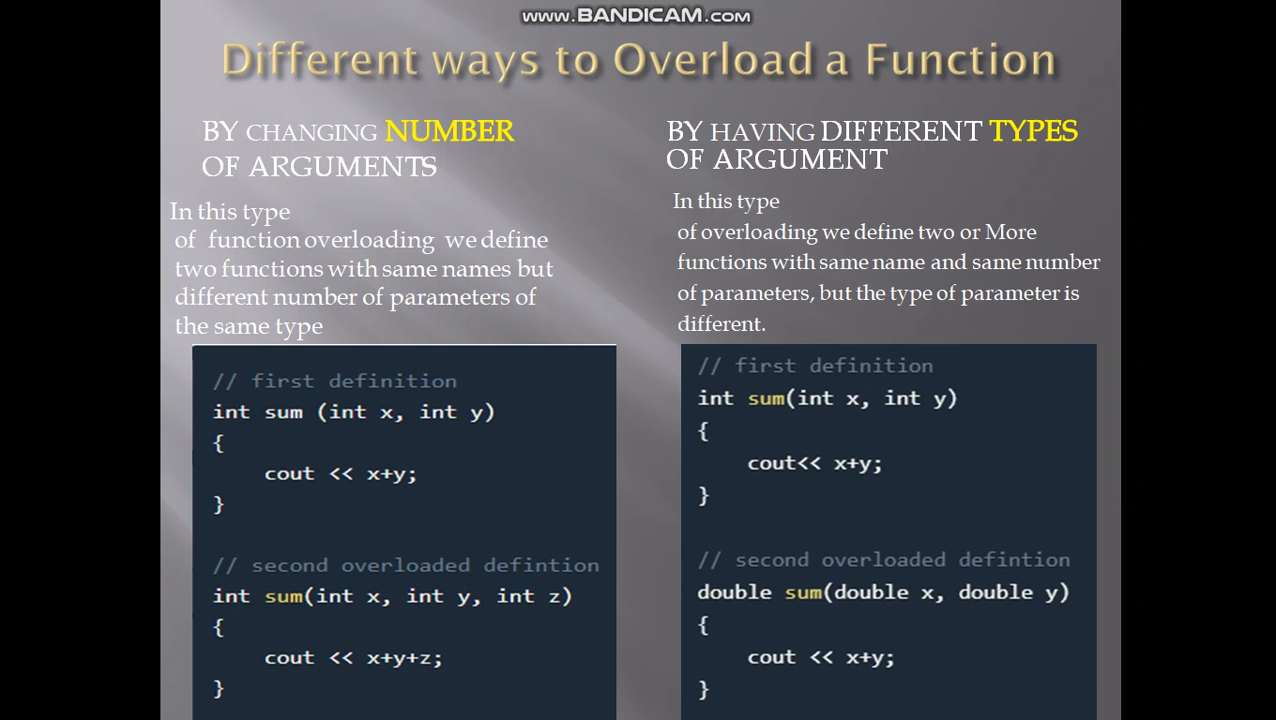 www.BANDICAM.com
Different ways to Overload a Function
BY CHANGING NUMBER
OF ARGUMENTS
In this type
of function overloading we define
two functions with same names but
different number of parameters of
the same type
// first definition
int sum (int x, int y)
{
cout << x+y;
}
// second overloaded defintion
int sum(int x, int y, int z)
{
cout << x+y+z;
}
BY HAVING DIFFERENT TYPES
OF ARGUMENT
In this type
of overloading we define two or More
functions with same name and same number
of parameters, but the type of parameter is
different.
// first definition
int sum(int x, int y)
{
cout<< x+y;
}
// second overloaded defintion
double sum(double x, double y)
{
cout << x+y;
}